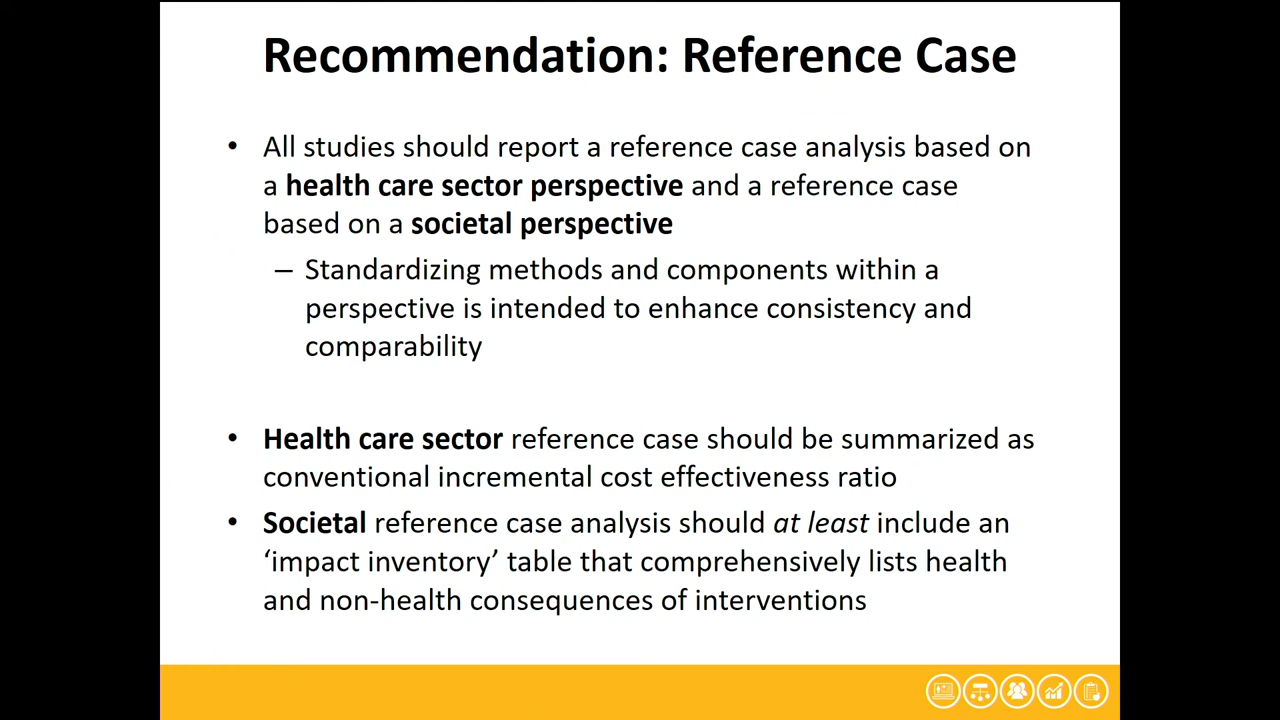 Recommendation: Reference Case
• All studies should report a reference case analysis based on
a health care sector perspective and a reference case
based on a societal perspective
– Standardizing methods and components within a
perspective is intended to enhance consistency and
comparability
• Health care sector reference case should be summarized as
conventional incremental cost effectiveness ratio
• Societal reference case analysis should at least include an
‘impact inventory’ table that comprehensively lists health
and non-health consequences of interventions